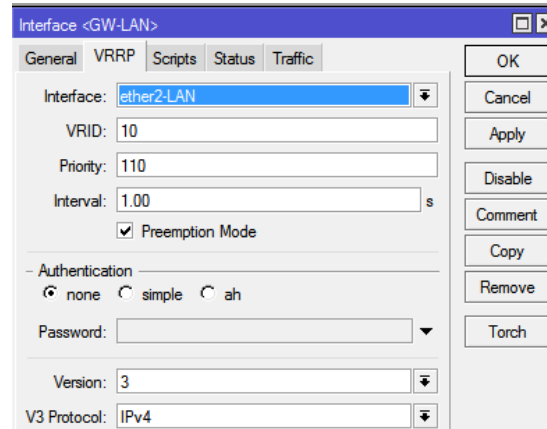 Interface <GW-LAN>
General VRRP Scripts Status Traffic
OK
Interface: ether2-LAN
Cancel
VRID: 10
Apply
Priority: 110
Disable
Interval: 1.00 s
Comment
Preemption Mode
Copy
Authentication
none simple ah
Remove
Password:
Torch
Version: 3
V3 Protocol: IPv4